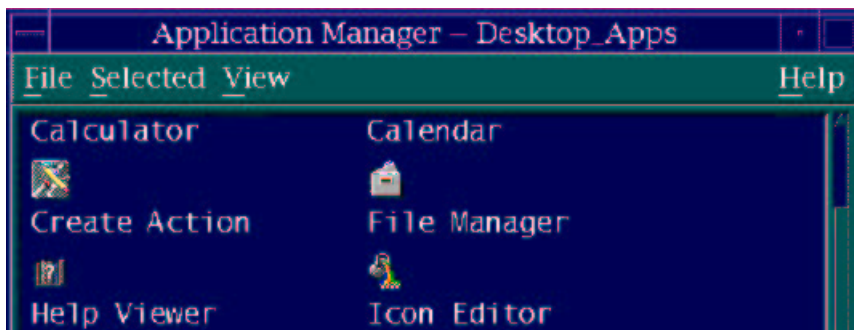 Application Manager – Desktop_Apps
File Selected View Help
Calculator Calendar
Create Action File Manager
?
Help Viewer Icon Editor